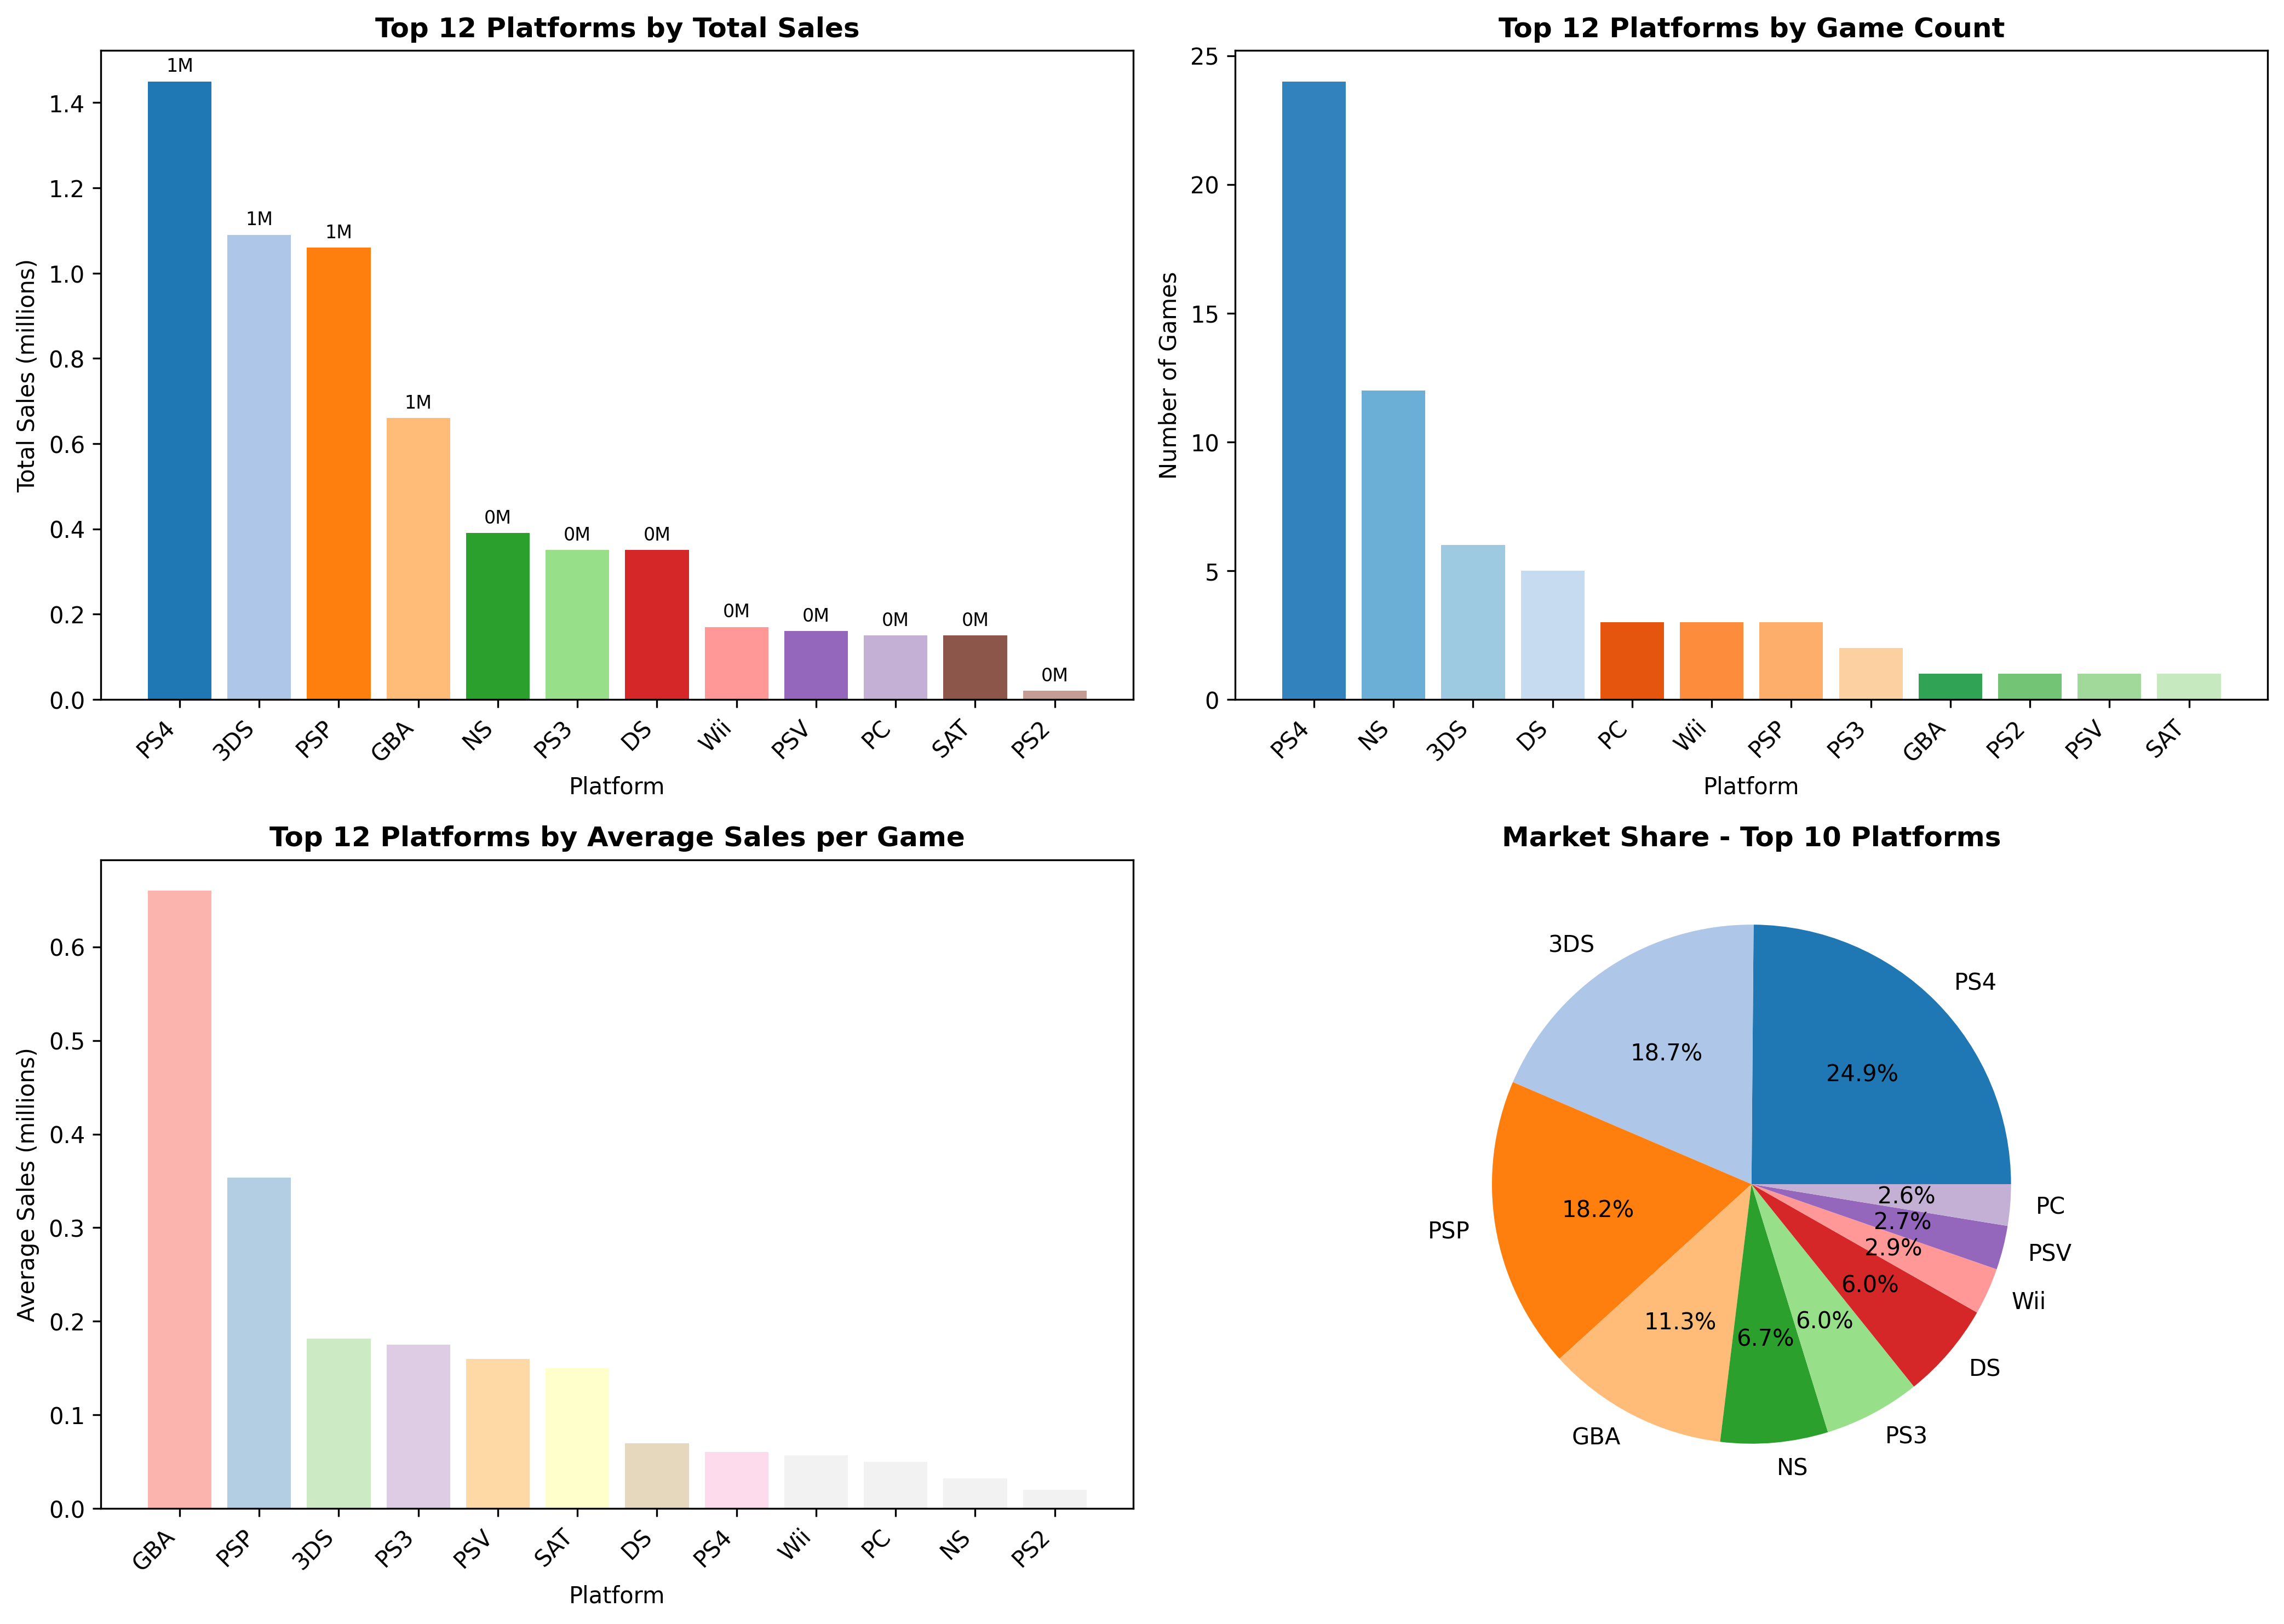 Top 12 Platforms by Total Sales
Total Sales (millions)
1.4
1.2
1.0
0.8
0.6
0.4
0.2
0.0
1M
1M
1M
1M
0M
0M
0M
0M
0M
0M
0M
0M
PS4
3DS
PSP
GBA
NS
PS3
DS
Wii
PSV
PC
SAT
PS2
Platform
Top 12 Platforms by Game Count
Number of Games
25
20
15
10
5
0
PS4
NS
3DS
DS
PC
Wii
PSP
PS3
GBA
PS2
PSV
SAT
Platform
Top 12 Platforms by Average Sales per Game
Average Sales (millions)
0.6
0.5
0.4
0.3
0.2
0.1
0.0
GBA
PSP
3DS
PS3
PSV
SAT
DS
PS4
Wii
PC
NS
PS2
Platform
Market Share - Top 10 Platforms
PS4
24.9%
3DS
18.7%
PSP
18.2%
GBA
11.3%
NS
6.7%
PS3
6.0%
DS
6.0%
Wii
2.9%
PSV
2.7%
PC
2.6%